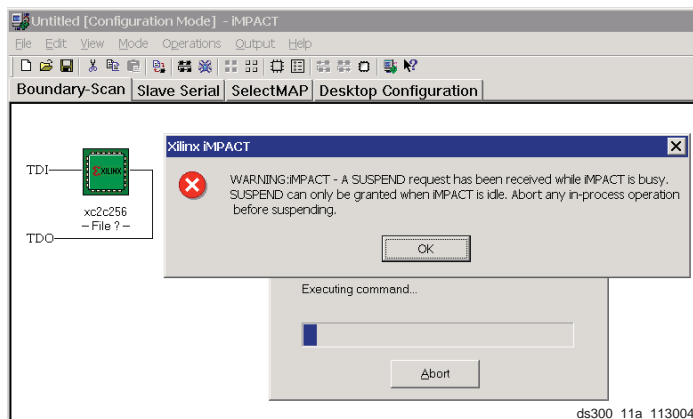 Untitled [Configuration Mode] - iMPACT
File Edit View Mode Operations Output Help
Boundary-Scan Slave Serial SelectMAP Desktop Configuration
Xilinx iMPACT
WARNING:iMPACT - A SUSPEND request has been received while iMPACT is busy.
SUSPEND can only be granted when iMPACT is idle. Abort any in-process operation
before suspending.
OK
TDI
XILINX
xc2c256
- File ? -
TDO
Executing command...
Abort
ds300_11a_113004